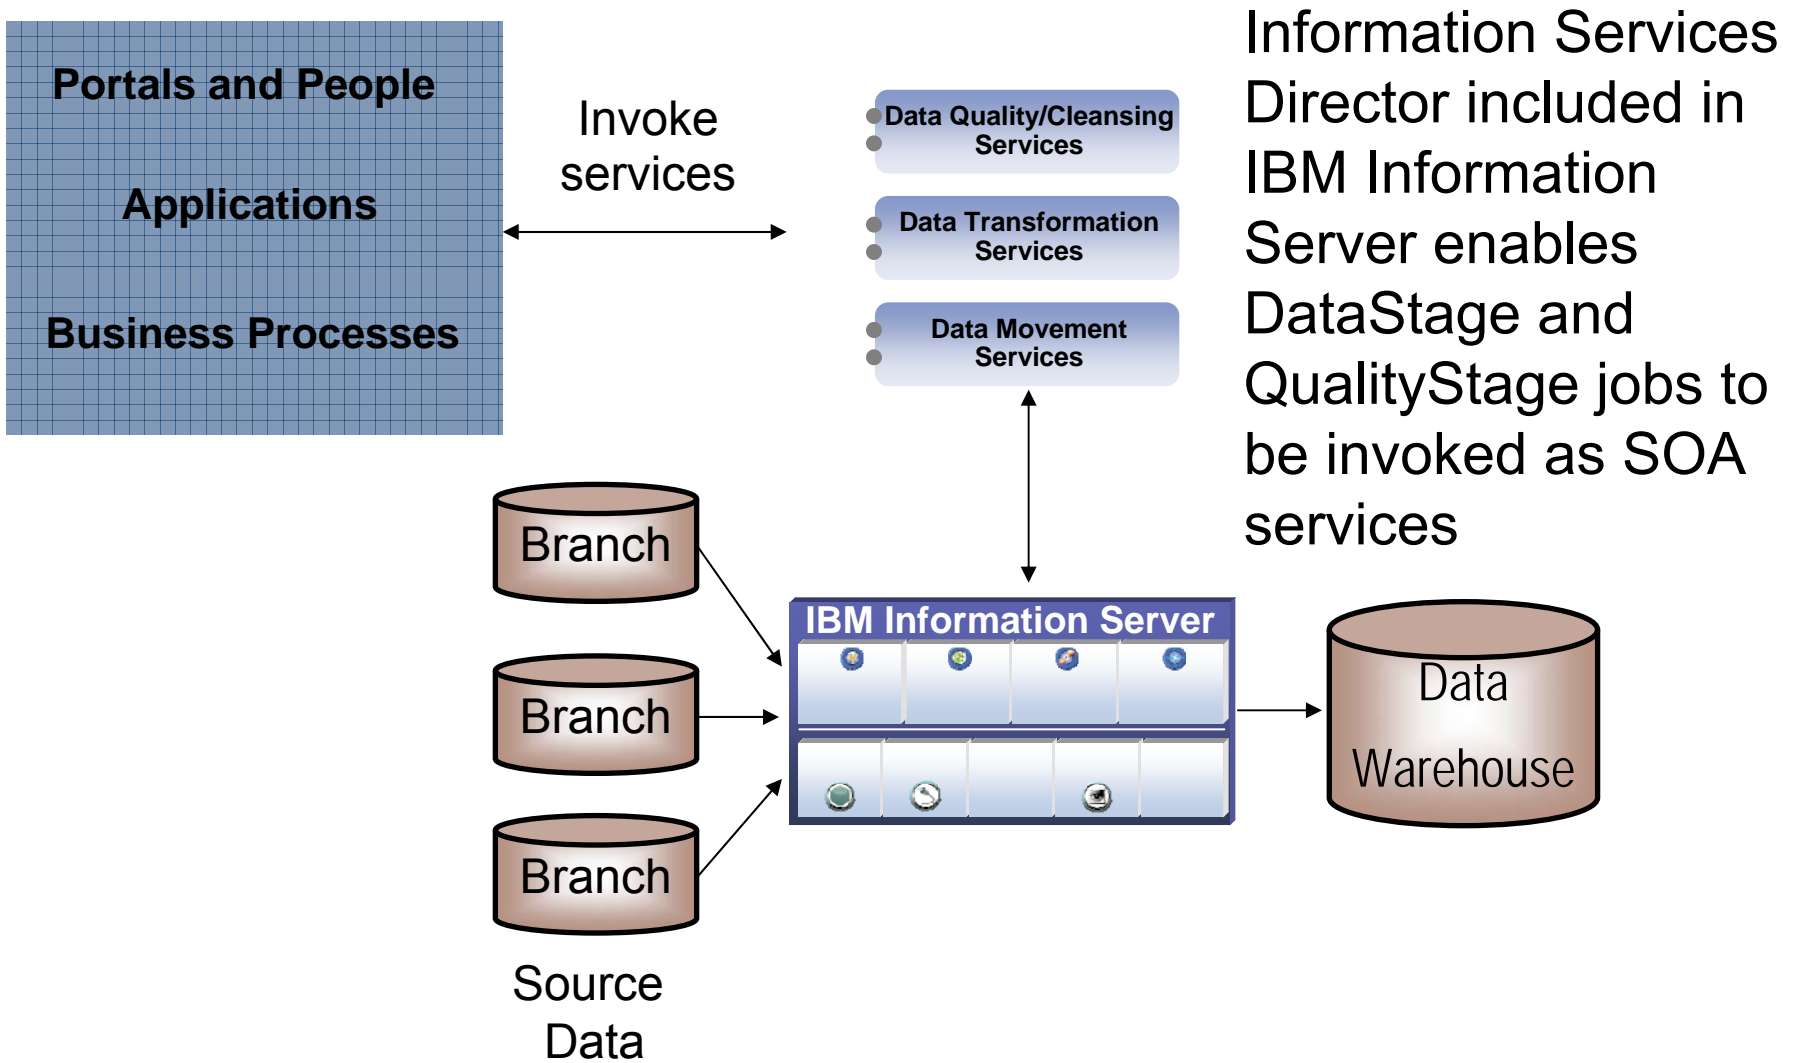 Portals and People
Applications
Business Processes
Invoke
services
Data Quality/Cleansing
Services
Data Transformation
Services
Data Movement
Services
Information Services
Director included in
IBM Information
Server enables
DataStage and
QualityStage jobs to
be invoked as SOA
services
Branch
Branch
Branch
Source
Data
IBM Information Server
Data
Warehouse